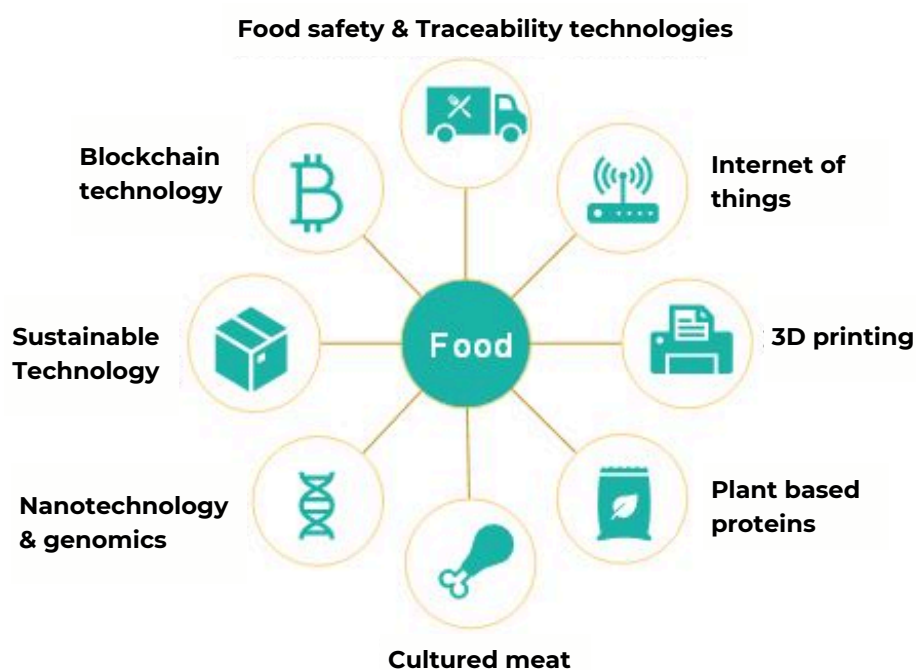 Food safety & Traceability technologies
Blockchain
technology
Internet of
things
Sustainable
Technology
Food
3D printing
Nanotechnology
& genomics
Plant based
proteins
Cultured meat